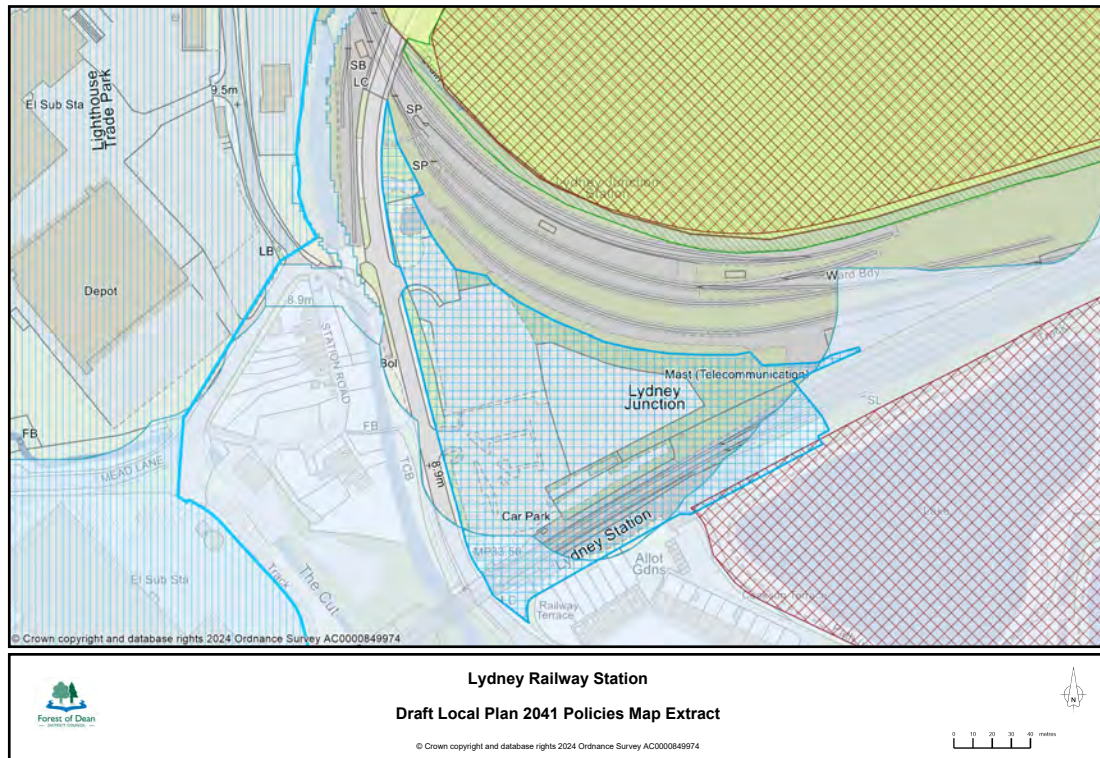 SB
LC
9.5m
El Sub Sta
Lighthouse
Trade Park
SP
SP
Lydney Junction
Station
LB
W
Ward Bdy
Depot
8.9m
STATION ROAD
Bol
Mast (Telecommunication)
Lydney
Junction
SL
FB
FB
TCB
MEAD LANE
8.9m
Car Park
Lydney Station
Lake
MP33.50
El Sub Sta
Track
The Cut
Allot
Gdns
LC
Railway
Terrace
© Crown copyright and database rights 2024 Ordnance Survey AC0000849974
Forest of Dean
DISTRICT COUNCIL
Lydney Railway Station
Draft Local Plan 2041 Policies Map Extract
© Crown copyright and database rights 2024 Ordnance Survey AC0000849974
N
0 10 20 30 40 metres